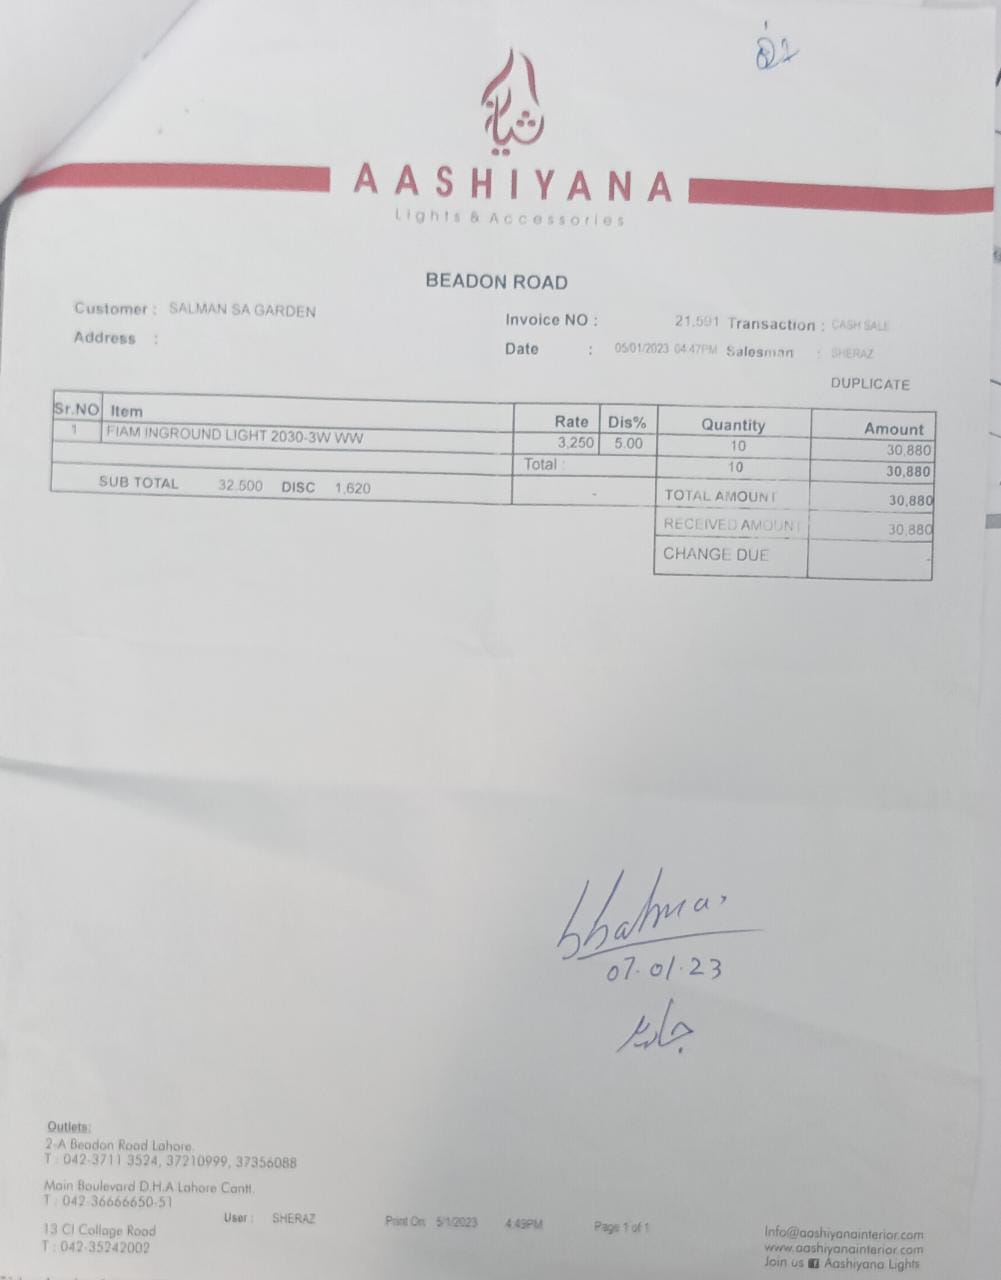 آشیانہ
AASHIYANA
Lights & Accessories
BEADON ROAD
Customer : SALMAN SA GARDEN
Address :
Invoice NO : 21,591 Transaction : CASH SALE
Date : 05/01/2023 04:47PM Salesman : SHERAZ
DUPLICATE
Sr.NO Item Rate Dis% Quantity Amount
1 FIAM INGROUND LIGHT 2030-3W WW 3,250 5.00 10 30,880
Total : 10 30,880
SUB TOTAL 32,500 DISC 1,620 - TOTAL AMOUNT 30,880
RECEIVED AMOUNT 30,880
CHANGE DUE -
07.01.23
Outlets:
2-A Beadon Road Lahore.
T : 042-3711 3524, 37210999, 37356088
Main Boulevard D.H.A Lahore Cantt.
T : 042-36666650-51
User : SHERAZ Print On: 5/1/2023 4:49PM Page 1 of 1
13 CI Collage Road
T : 042-35242002
Info@aashiyanainterior.com
www.aashiyanainterior.com
Join us f Aashiyana Lights